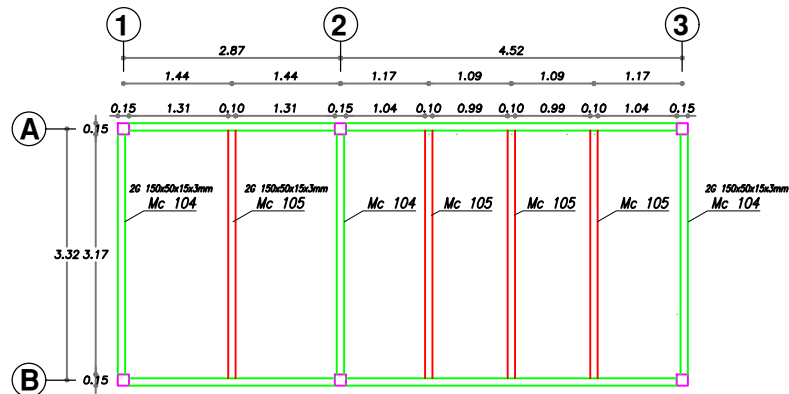 1 2 3
2.87 4.52
1.44 1.44 1.17 1.09 1.09 1.17
0.15 1.31 0.10 1.31 0.15 1.04 0.10 0.99 0.10 0.99 0.10 1.04 0.15
A 0.15
2G 150x50x15x3mm 2G 150x50x15x3mm 2G 150x50x15x3mm
Mc 104 Mc 105 Mc 104 Mc 105 Mc 105 Mc 105 Mc 104
3.32 3.17
B 0.15